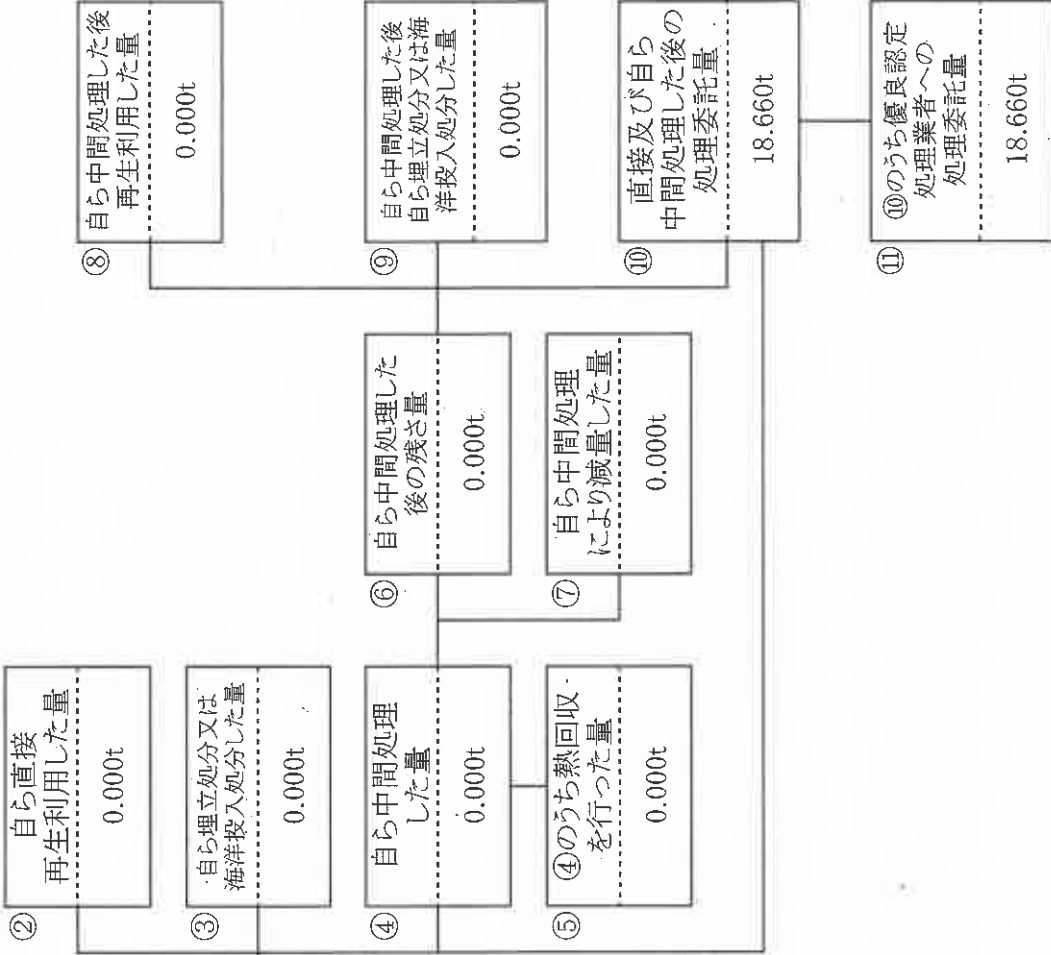 ②
自ら直接
再生利用した量
0.000t
③
自ら埋立処分又は
海洋投入処分した量
0.000t
④
自ら中間処理
した量
0.000t
⑤
④のうち熱回収
を行った量
0.000t
⑥
自ら中間処理した
後の残さ量
0.000t
⑦
自ら中間処理
により減量した量
0.000t
⑧
自ら中間処理した後
再生利用した量
0.000t
⑨
自ら中間処理した後
自ら埋立処分又は海
洋投入処分した量
0.000t
⑩
直接及び自ら
中間処理した後の
処理委託量
18.660t
⑪
⑩のうち優良認定
処理業者への
処理委託量
18.660t